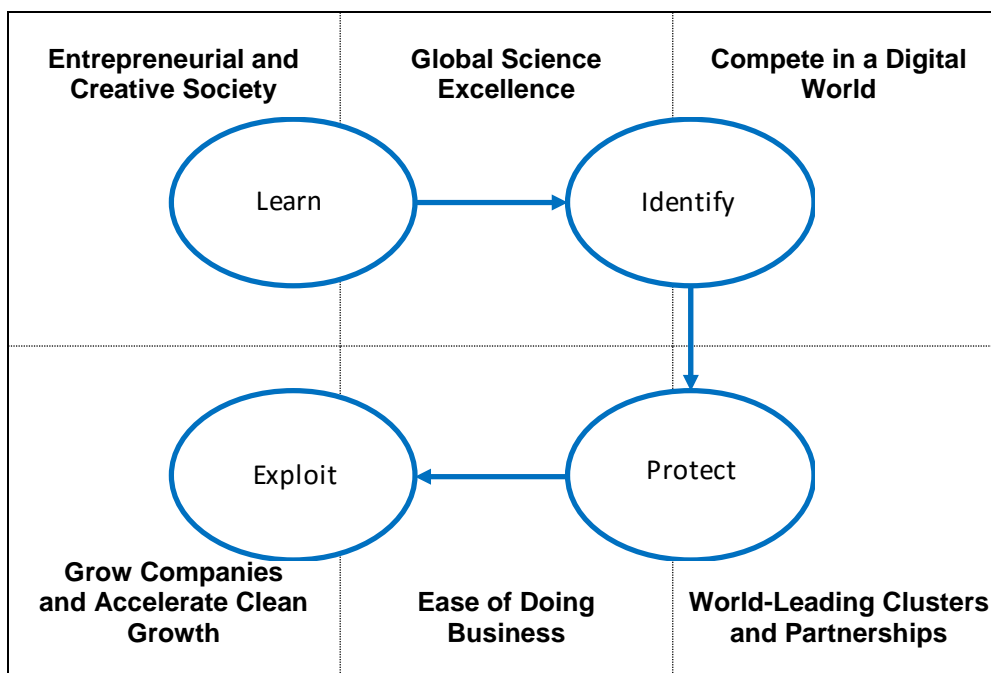 Entrepreneurial and
Creative Society
Global Science
Excellence
Compete in a Digital
World
Learn
Identify
Exploit
Protect
Grow Companies
and Accelerate Clean
Growth
Ease of Doing
Business
World-Leading Clusters
and Partnerships